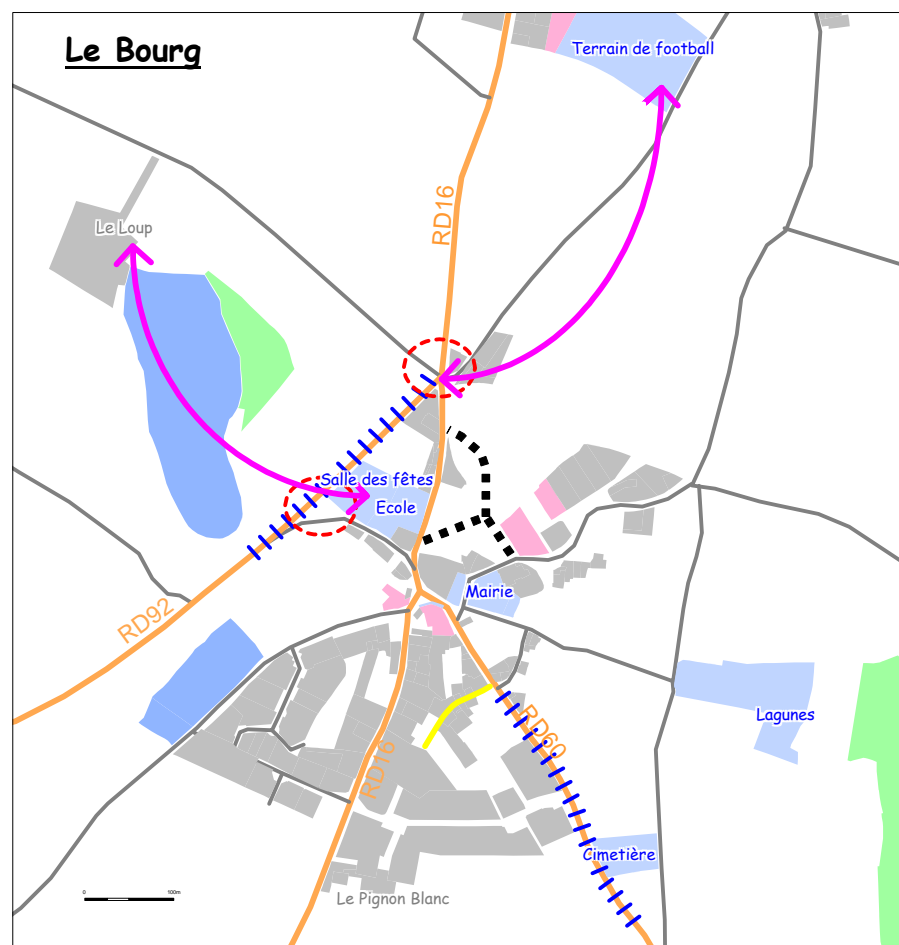 Le Bourg
Terrain de football
RD16
Le Loup
Salle des fêtes
Ecole
Mairie
RD92
Lagunes
RD60
RD16
Cimetière
Le Pignon Blanc
0 100m